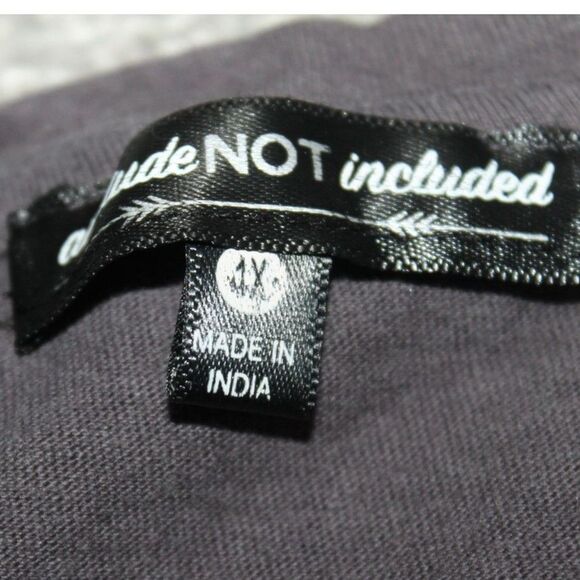 NOT included
1X
MADE IN
INDIA